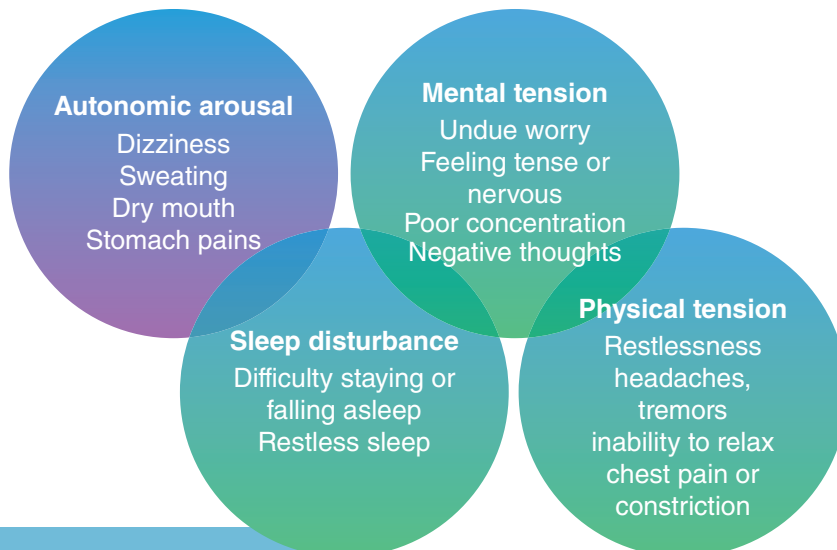 Autonomic arousal
Dizziness
Sweating
Dry mouth
Stomach pains
Mental tension
Undue worry
Feeling tense or
nervous
Poor concentration
Negative thoughts
Sleep disturbance
Difficulty staying or
falling asleep
Restless sleep
Physical tension
Restlessness
headaches,
tremors
inability to relax
chest pain or
constriction